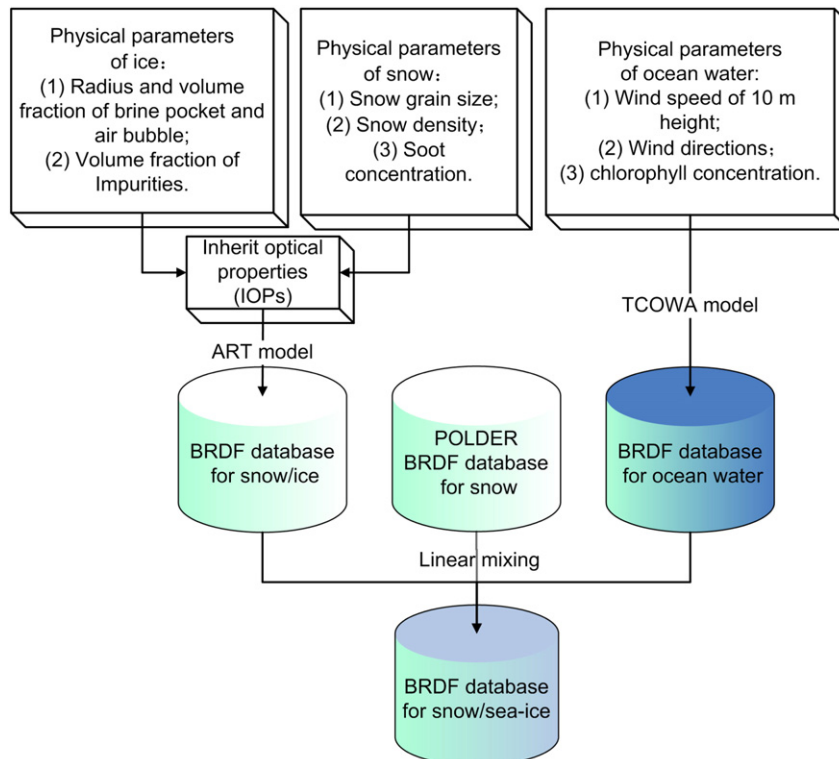 Physical parameters
of ice：
(1) Radius and volume
fraction of brine pocket and
air bubble;
(2) Volume fraction of
Impurities.
Physical parameters
of snow：
(1) Snow grain size;
(2) Snow density；
(3) Soot
concentration.
Physical parameters
of ocean water:
(1) Wind speed of 10 m
height;
(2) Wind directions；
(3) chlorophyll concentration.
Inherit optical
properties
(IOPs)
ART model
TCOWA model
BRDF database
for snow/ice
POLDER
BRDF database
for snow
BRDF database
for ocean water
Linear mixing
BRDF database
for snow/sea-ice